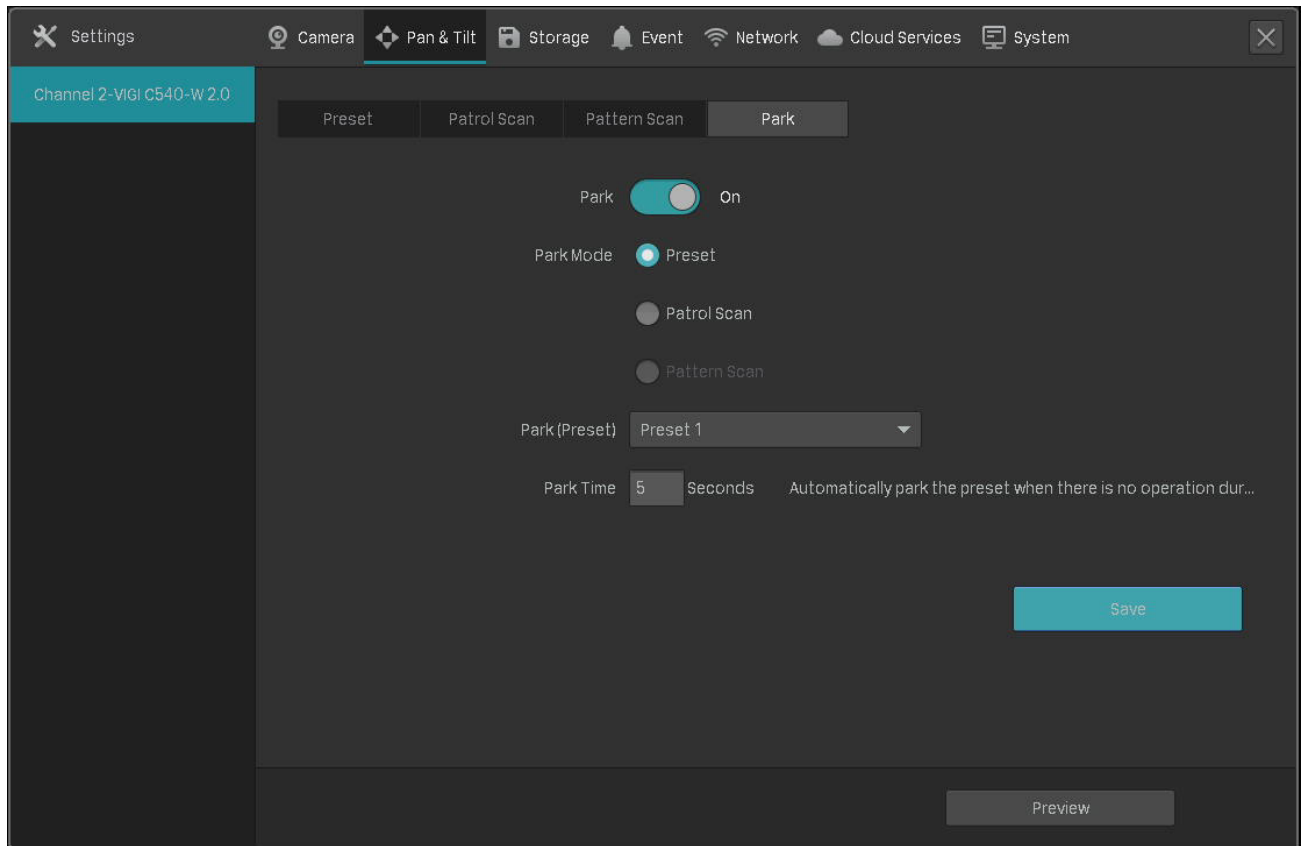 Settings Camera Pan & Tilt Storage Event Network Cloud Services System
Channel 2-VIGI C540-W 2.0
Preset Patrol Scan Pattern Scan Park
Park On
Park Mode Preset
Patrol Scan
Pattern Scan
Park (Preset) Preset 1
Park Time 5 Seconds Automatically park the preset when there is no operation dur...
Save
Preview